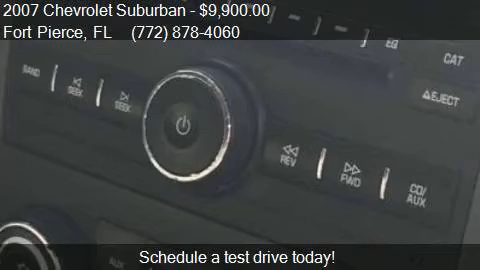 2007 Chevrolet Suburban - $9,900.00
Fort Pierce, FL (772) 878-4060
EQ
CAT
BAND
SEEK
SEEK
EJECT
REV
FWD
CD/
AUX
AUX
Schedule a test drive today!